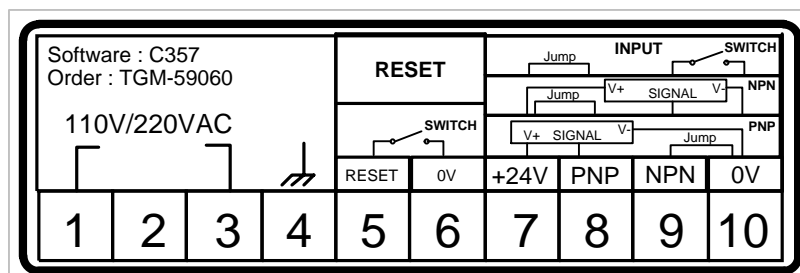 Software : C357
Order : TGM-59060
110V/220VAC
RESET
SWITCH
INPUT
Jump
SWITCH
V+ SIGNAL V- NPN
Jump
V+ SIGNAL V- PNP
Jump
RESET 0V +24V PNP NPN 0V
1 2 3 4 5 6 7 8 9 10